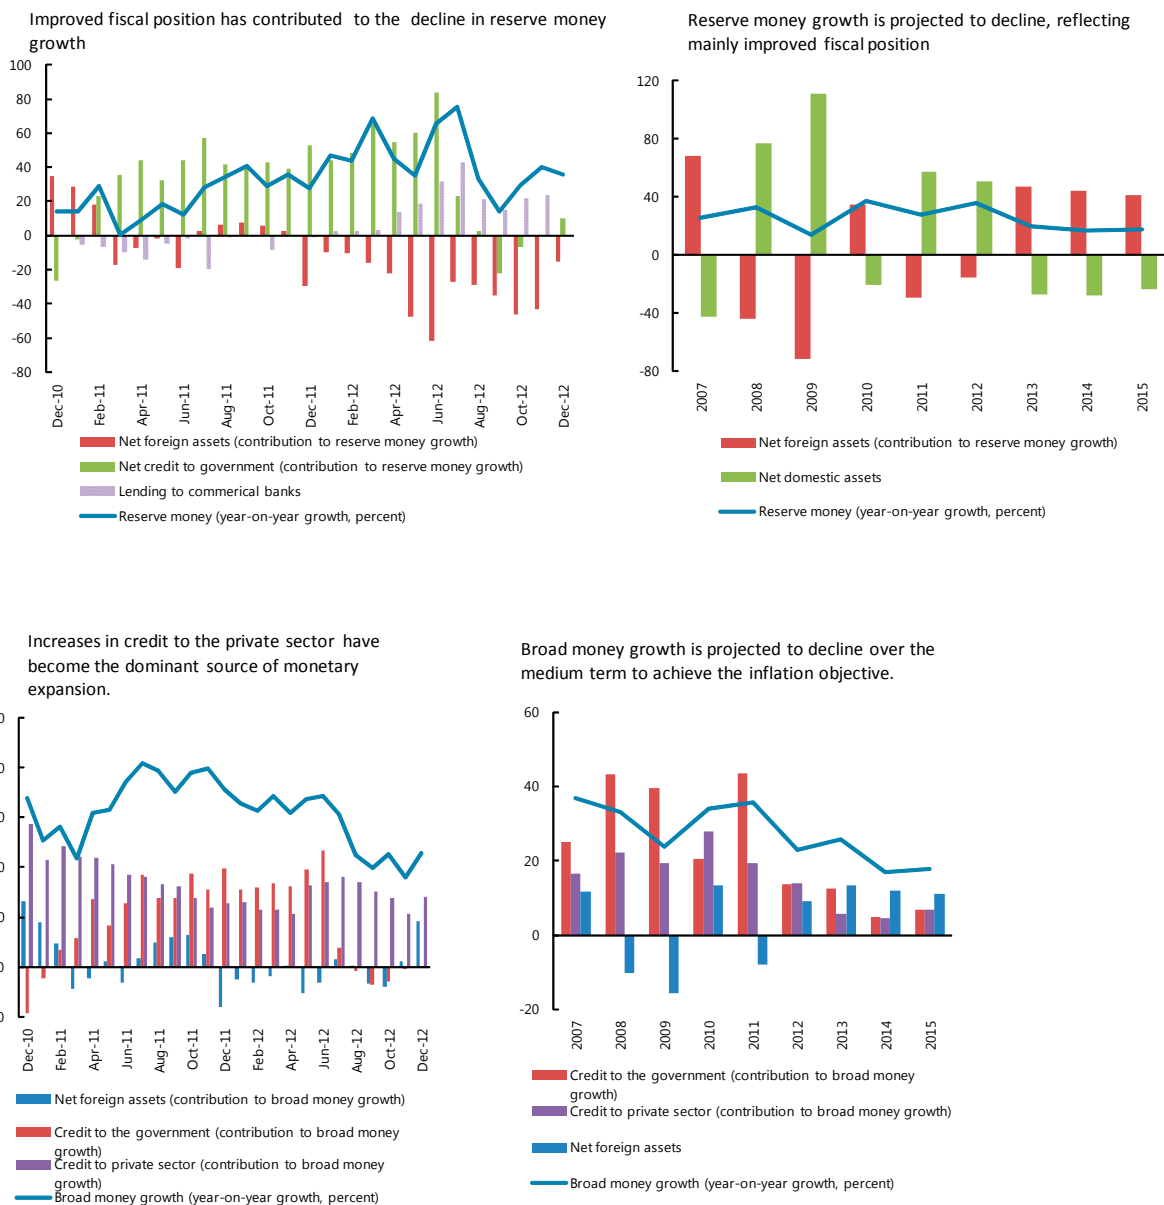 Improved fiscal position has contributed to the decline in reserve money
growth
100
80
60
40
20
0
-20
-40
-60
-80
Dec-10
Feb-11
Apr-11
Jun-11
Aug-11
Oct-11
Dec-11
Feb-12
Apr-12
Jun-12
Aug-12
Oct-12
Dec-12
Net foreign assets (contribution to reserve money growth)
Net credit to government (contribution to reserve money growth)
Lending to commerical banks
Reserve money (year-on-year growth, percent)
Reserve money growth is projected to decline, reflecting
mainly improved fiscal position
120
80
40
0
-40
-80
2007
2008
2009
2010
2011
2012
2013
2014
2015
Net foreign assets (contribution to reserve money growth)
Net domestic assets
Reserve money (year-on-year growth, percent)
Increases in credit to the private sector have
become the dominant source of monetary
expansion.
0
0
0
0
0
0
0
Dec-10
Feb-11
Apr-11
Jun-11
Aug-11
Oct-11
Dec-11
Feb-12
Apr-12
Jun-12
Aug-12
Oct-12
Dec-12
Net foreign assets (contribution to broad money growth)
Credit to the government (contribution to broad money
growth)
Credit to private sector (contribution to broad money
growth)
Broad money growth (year-on-year growth, percent)
Broad money growth is projected to decline over the
medium term to achieve the inflation objective.
60
40
20
0
-20
2007
2008
2009
2010
2011
2012
2013
2014
2015
Credit to the government (contribution to broad money
growth)
Credit to private sector (contribution to broad money growth)
Net foreign assets
Broad money growth (year-on-year growth, percent)